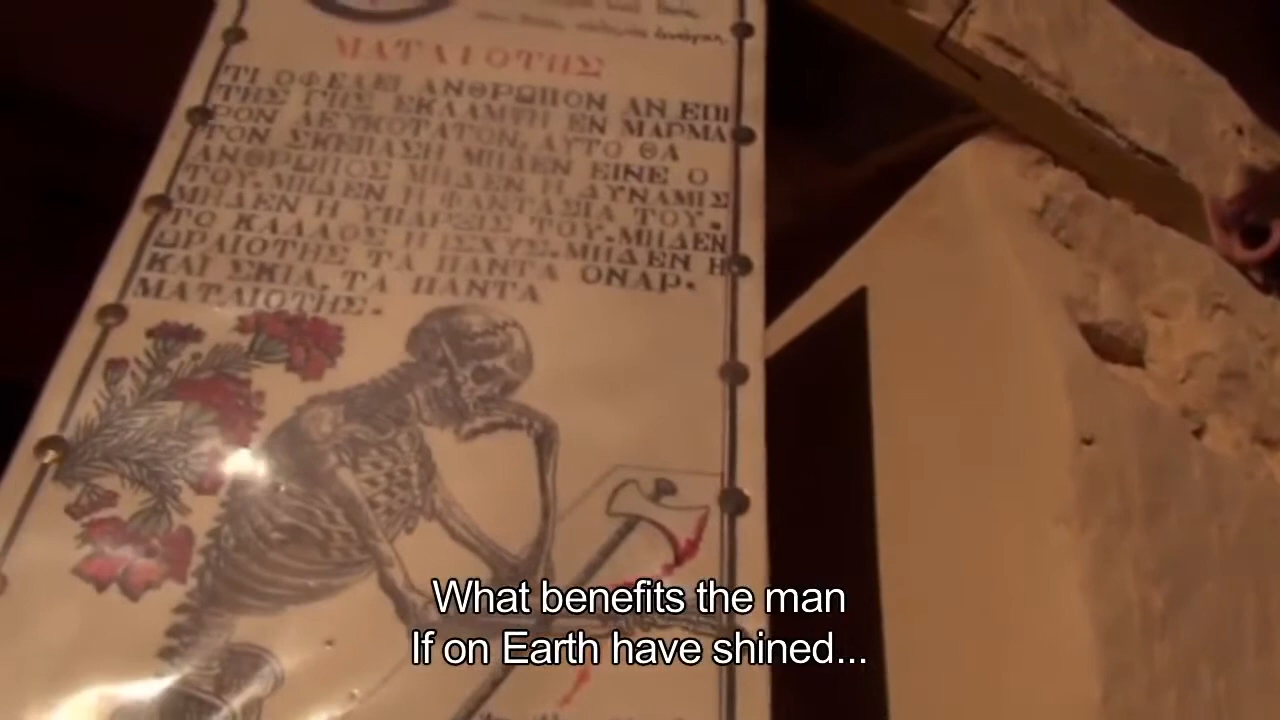 ΜΑΤΑΙΟΤΗΣ
ΤΙ ΟΦΕΛΕΙ ΑΝΘΡΩΠΟΝ ΑΝ ΕΠΙ
ΤΗΣ ΓΗΣ ΕΚΛΑΜΨΗ ΕΝ ΜΑΡΜΑ
ΡΟΝ ΛΕΥΚΟΤΑΤΟΝ, ΑΥΤΟ ΘΑ
ΤΟΝ ΣΚΕΠΑΣΗ ΜΗΔΕΝ ΕΙΝΕ Ο
ΑΝΘΡΩΠΟΣ ΜΗΔΕΝ Η ΔΥΝΑΜΙΣ
ΤΟΥ. ΜΗΔΕΝ Η ΦΑΝΤΑΣΙΑ ΤΟΥ.
ΜΗΔΕΝ Η ΥΠΑΡΞΙΣ ΤΟΥ. ΜΗΔΕΝ
ΤΟ ΚΑΛΛΟΣ Η ΙΣΧΥΣ. ΜΗΔΕΝ Η
ΩΡΑΙΟΤΗΣ ΤΑ ΠΑΝΤΑ ΟΝΑΡ.
ΚΑΙ ΣΚΙΑ, ΤΑ ΠΑΝΤΑ
ΜΑΤΑΙΟΤΗΣ.
What benefits the man
If on Earth have shined...